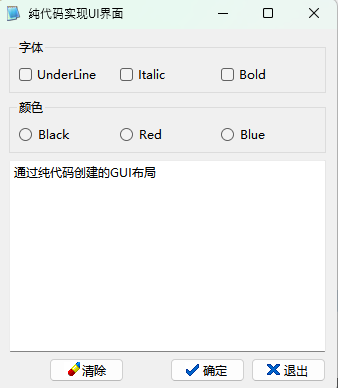 纯代码实现UI界面
字体
UnderLine Italic Bold
颜色
Black Red Blue
通过纯代码创建的GUI布局
清除 确定 退出